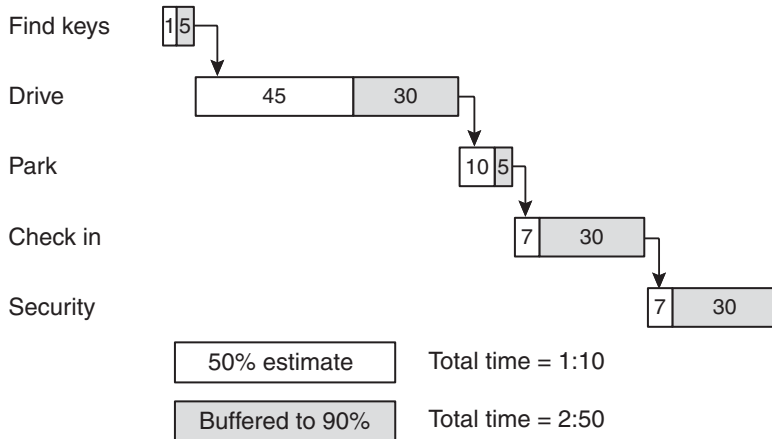 Find keys
1 5
Drive
45 30
Park
10 5
Check in
7 30
Security
7 30
50% estimate Total time = 1:10
Buffered to 90% Total time = 2:50